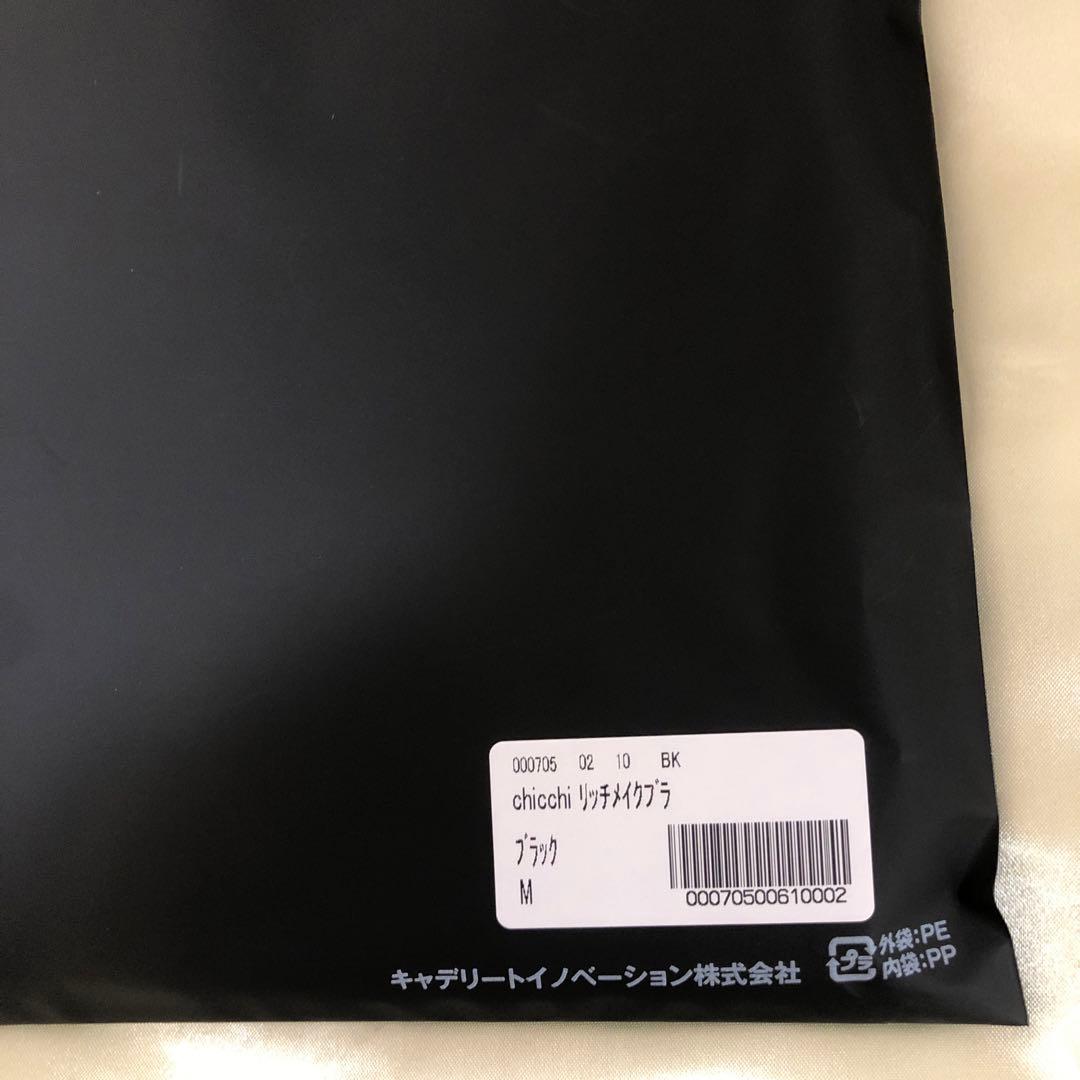 000705 02 10 BK
chicchi ﾘｯﾁﾒｲｸﾌﾞﾗ
ﾌﾞﾗｯｸ
M
00070500610002
キャデリートイノベーション株式会社
プラ
外袋:PE
内袋:PP